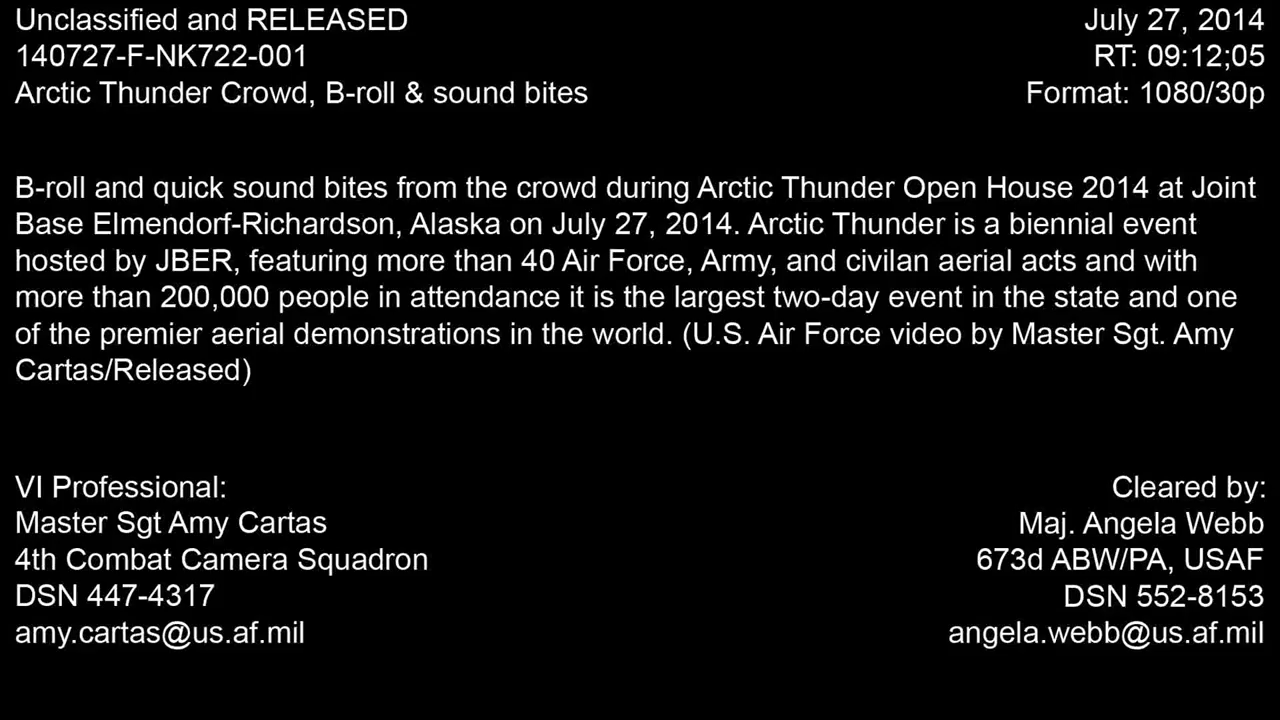 Unclassified and RELEASED
July 27, 2014
140727-F-NK722-001
RT: 09:12;05
Arctic Thunder Crowd, B-roll & sound bites
Format: 1080/30p
B-roll and quick sound bites from the crowd during Arctic Thunder Open House 2014 at Joint
Base Elmendorf-Richardson, Alaska on July 27, 2014. Arctic Thunder is a biennial event
hosted by JBER, featuring more than 40 Air Force, Army, and civilan aerial acts and with
more than 200,000 people in attendance it is the largest two-day event in the state and one
of the premier aerial demonstrations in the world. (U.S. Air Force video by Master Sgt. Amy
Cartas/Released)
VI Professional:
Master Sgt Amy Cartas
4th Combat Camera Squadron
DSN 447-4317
amy.cartas@us.af.mil
Cleared by:
Maj. Angela Webb
673d ABW/PA, USAF
DSN 552-8153
angela.webb@us.af.mil